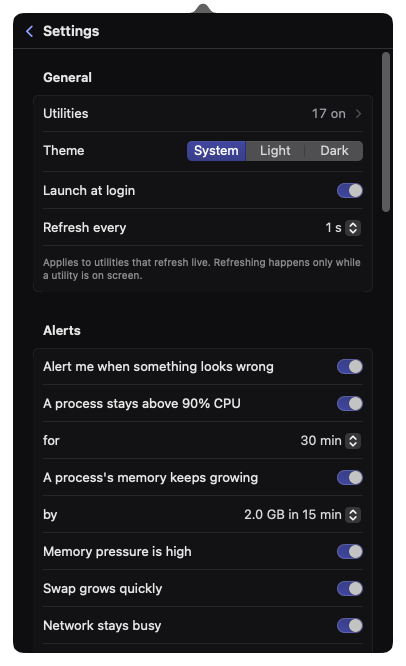 Settings
General
Utilities 17 on
Theme System Light Dark
Launch at login
Refresh every 1 s
Applies to utilities that refresh live. Refreshing happens only while
a utility is on screen.
Alerts
Alert me when something looks wrong
A process stays above 90% CPU
for 30 min
A process's memory keeps growing
by 2.0 GB in 15 min
Memory pressure is high
Swap grows quickly
Network stays busy